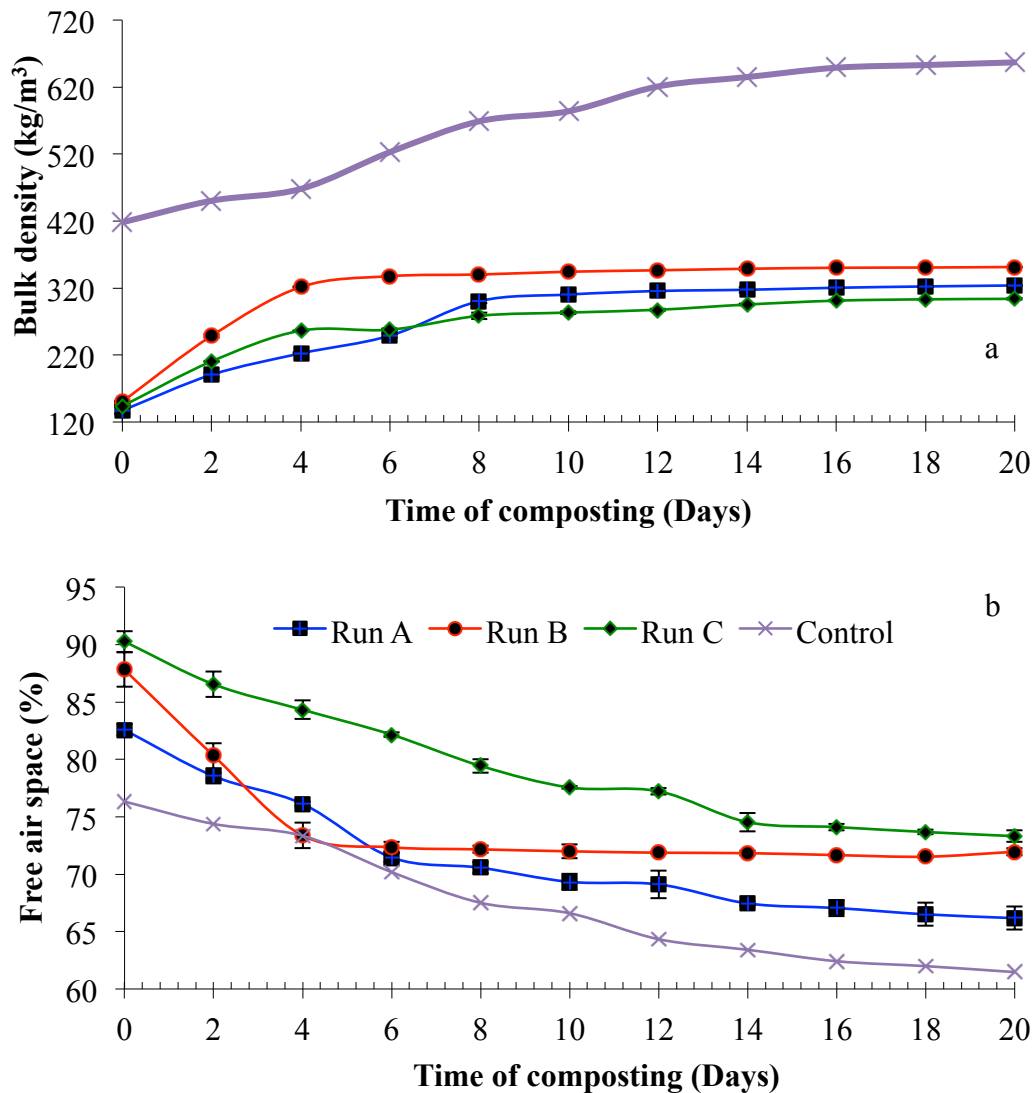 720
620
520
420
320
220
120
Bulk density (kg/m³)
a
0 2 4 6 8 10 12 14 16 18 20
Time of composting (Days)
95
90
85
80
75
70
65
60
Free air space (%)
b
Run A Run B Run C Control
0 2 4 6 8 10 12 14 16 18 20
Time of composting (Days)